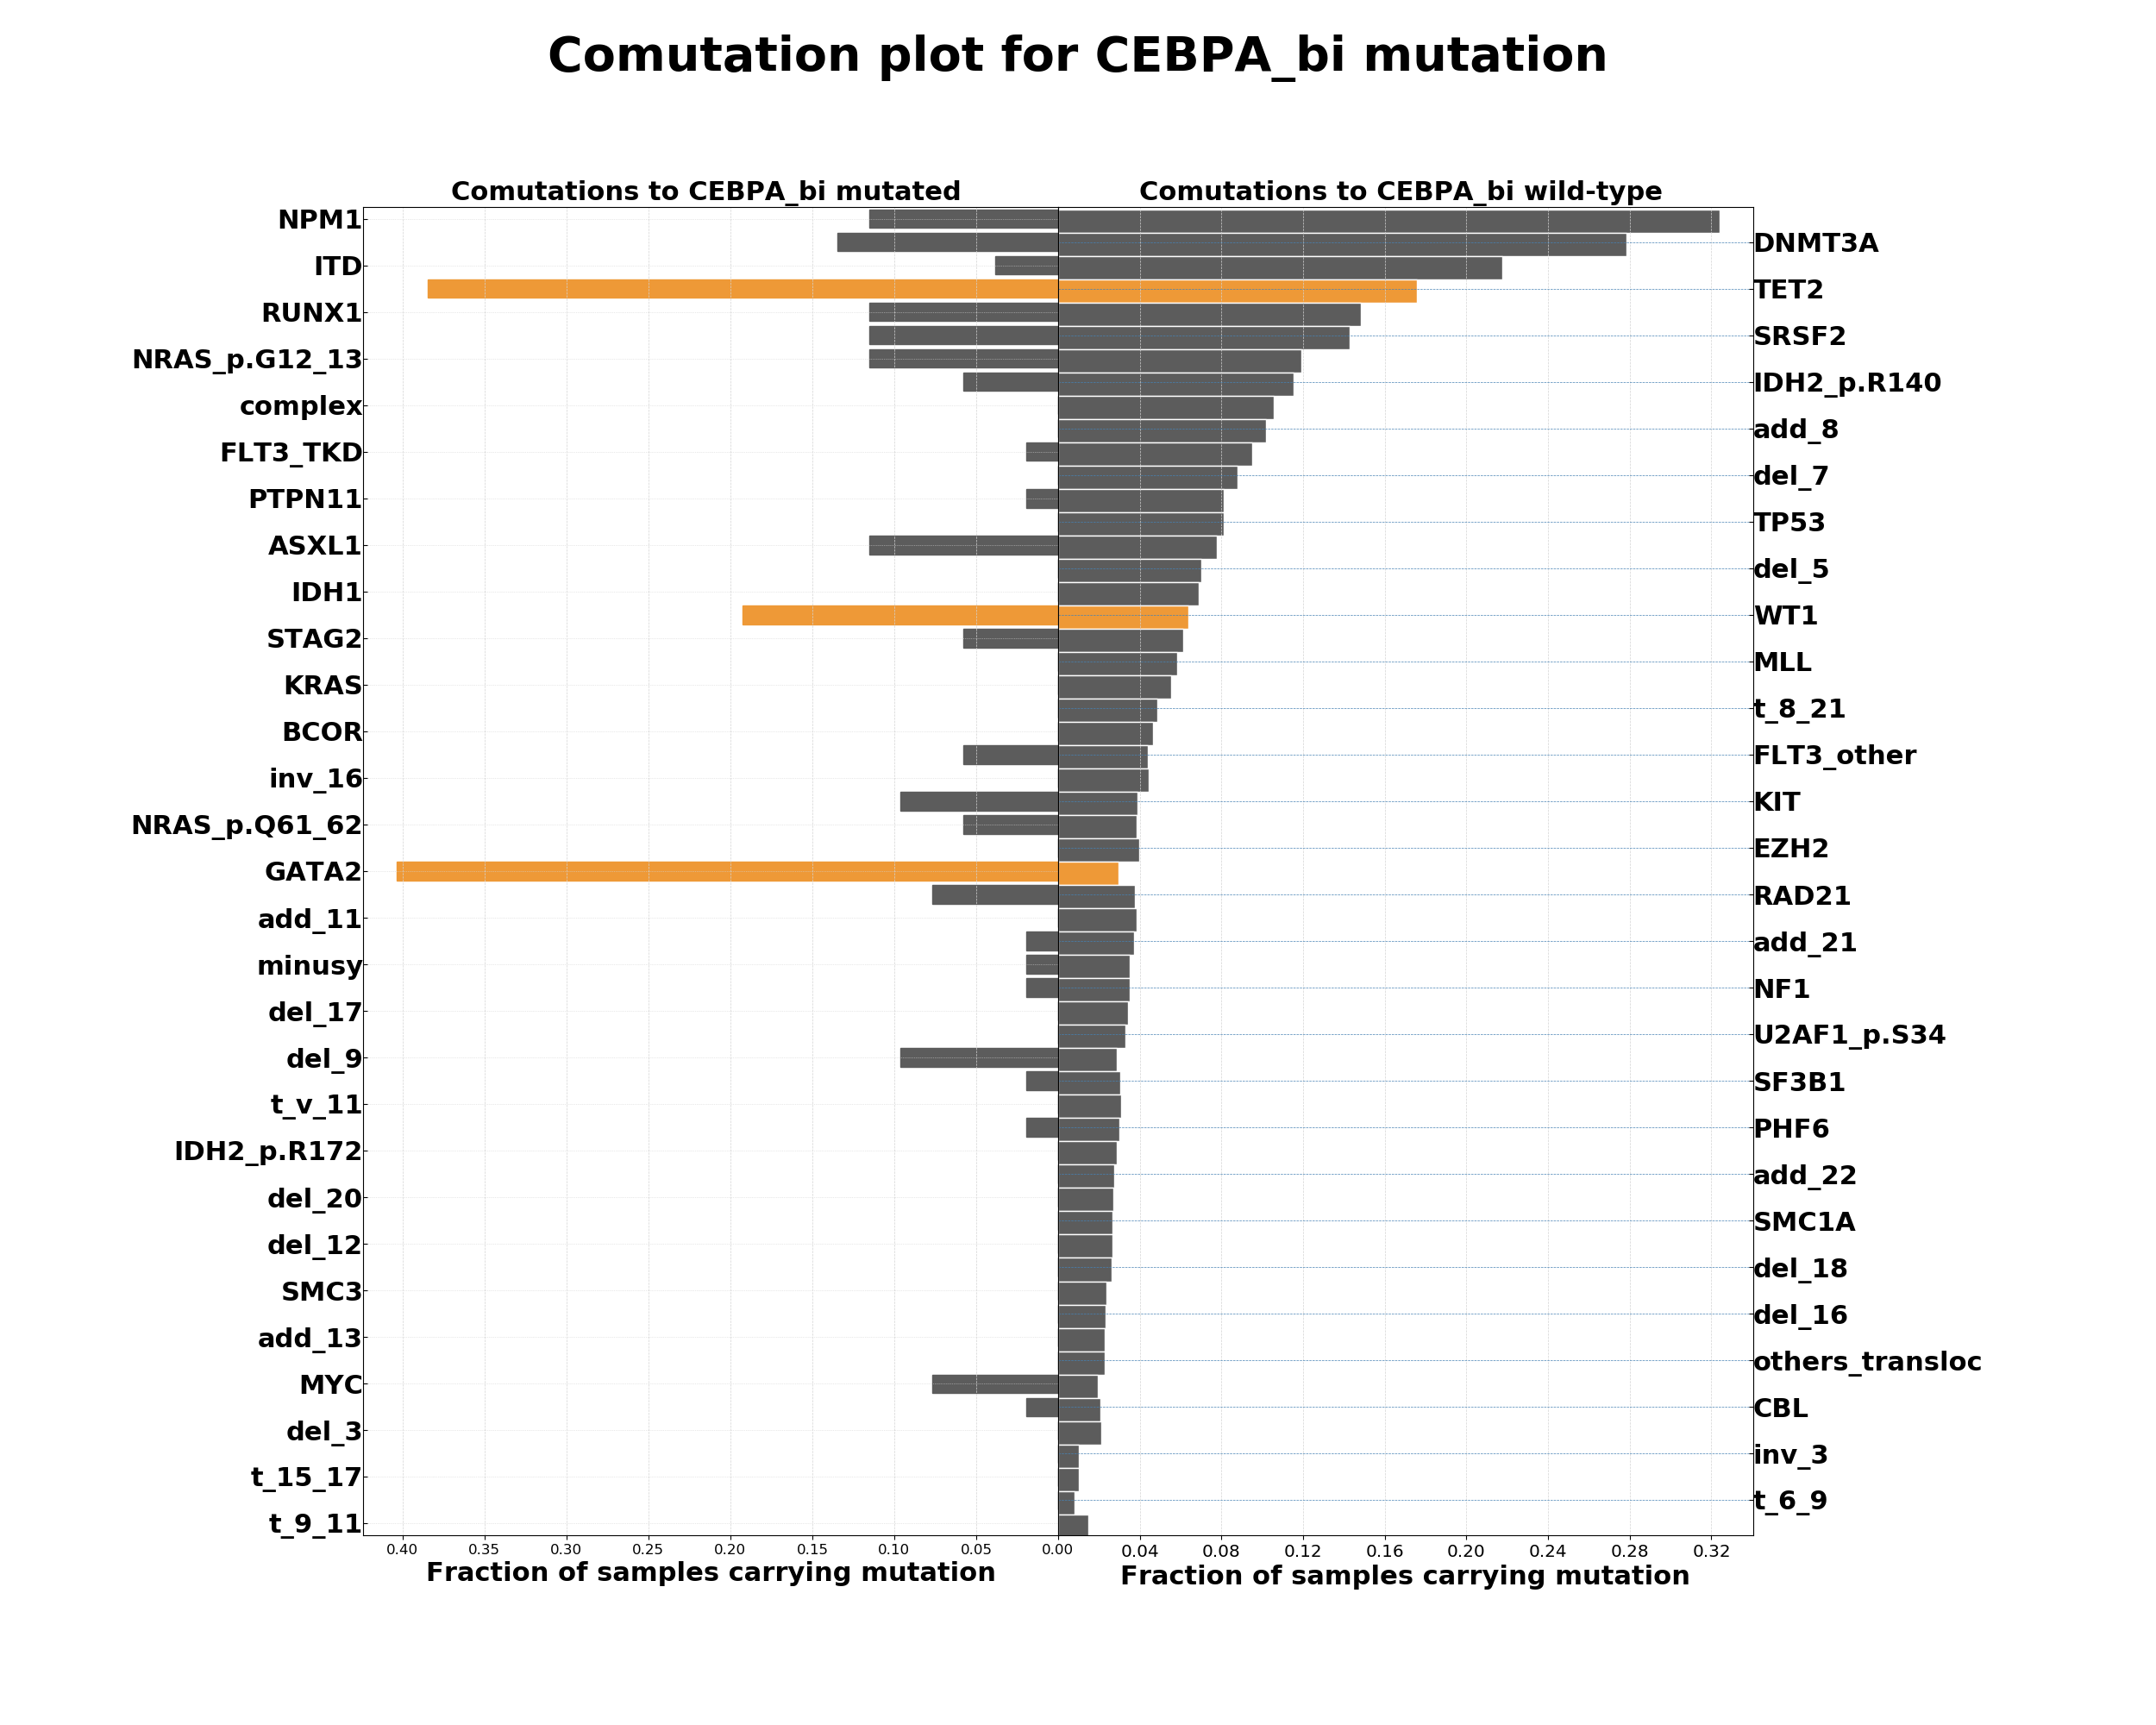 Comutation plot for CEBPA_bi mutation
Comutations to CEBPA_bi mutated
Comutations to CEBPA_bi wild-type
NPM1
ITD
RUNX1
NRAS_p.G12_13
complex
FLT3_TKD
PTPN11
ASXL1
IDH1
STAG2
KRAS
BCOR
inv_16
NRAS_p.Q61_62
GATA2
add_11
minusy
del_17
del_9
t_v_11
IDH2_p.R172
del_20
del_12
SMC3
add_13
MYC
del_3
t_15_17
t_9_11
DNMT3A
TET2
SRSF2
IDH2_p.R140
add_8
del_7
TP53
del_5
WT1
MLL
t_8_21
FLT3_other
KIT
EZH2
RAD21
add_21
NF1
U2AF1_p.S34
SF3B1
PHF6
add_22
SMC1A
del_18
del_16
others_transloc
CBL
inv_3
t_6_9
0.40 0.35 0.30 0.25 0.20 0.15 0.10 0.05 0.00 0.04 0.08 0.12 0.16 0.20 0.24 0.28 0.32
Fraction of samples carrying mutation
Fraction of samples carrying mutation